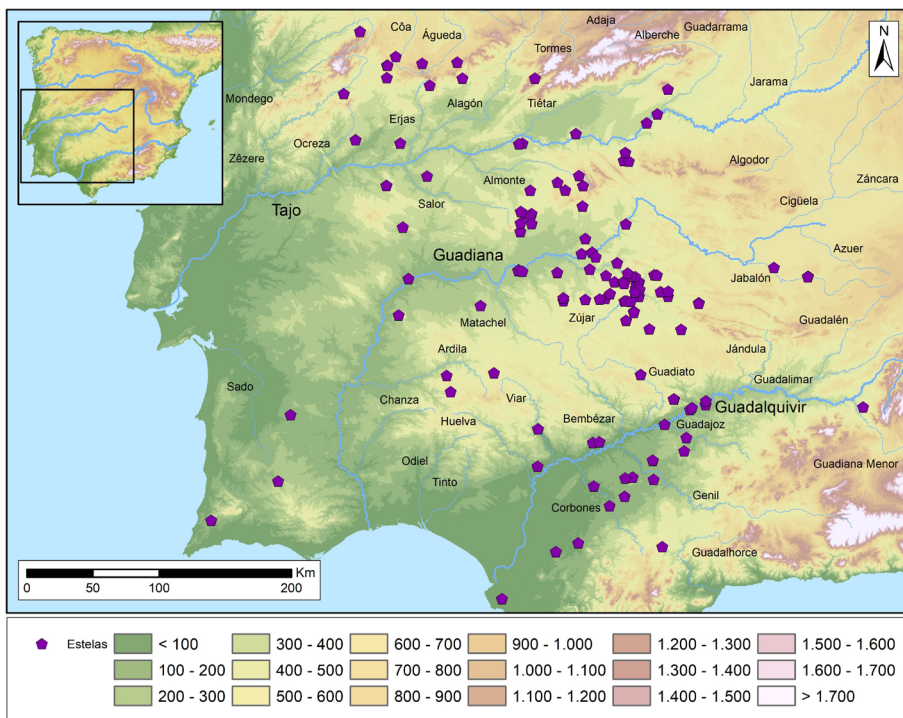 Adaja
Guadarrama
Côa
Alberche
N
Águeda
Tormes
Jarama
Mondego
Alagón
Tiétar
Erjas
Ocreza
Zêzere
Algodor
Almonte
Záncara
Salor
Cigüela
Tajo
Azuer
Guadiana
Jabalón
Matachel
Zújar
Guadalén
Ardila
Jándula
Guadiato
Guadalimar
Sado
Chanza
Viar
Guadalquivir
Huelva
Bembézar
Guadajoz
Odiel
Guadiana Menor
Tinto
Genil
Corbones
Guadalhorce
Km
0 50 100 200
Estelas
< 100
100 - 200
200 - 300
300 - 400
400 - 500
500 - 600
600 - 700
700 - 800
800 - 900
900 - 1.000
1.000 - 1.100
1.100 - 1.200
1.200 - 1.300
1.300 - 1.400
1.400 - 1.500
1.500 - 1.600
1.600 - 1.700
> 1.700